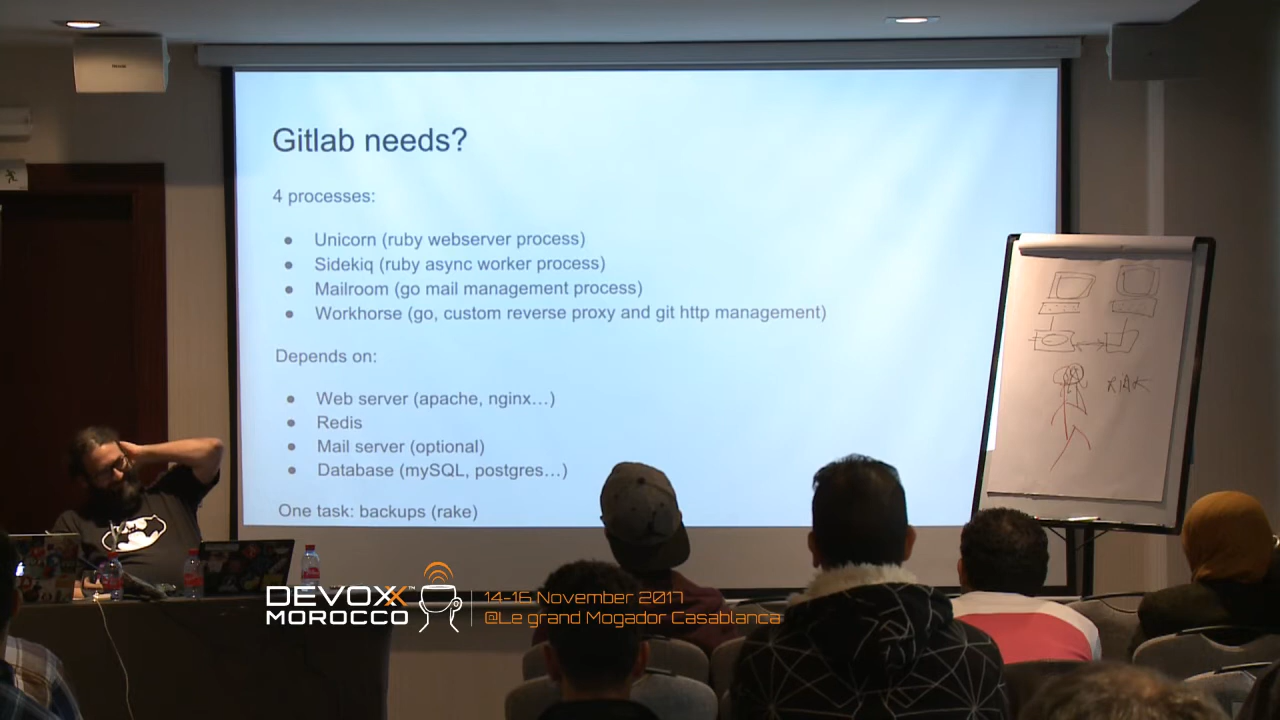 Gitlab needs?
4 processes:
● Unicorn (ruby webserver process)
● Sidekiq (ruby async worker process)
● Mailroom (go mail management process)
● Workhorse (go, custom reverse proxy and git http management)
Depends on:
● Web server (apache, nginx…)
● Redis
● Mail server (optional)
● Database (mySQL, postgres…)
One task: backups (rake)
RIAK
DEVOXX™
MOROCCO
14-16 November 2017
@Le grand Mogador Casablanca